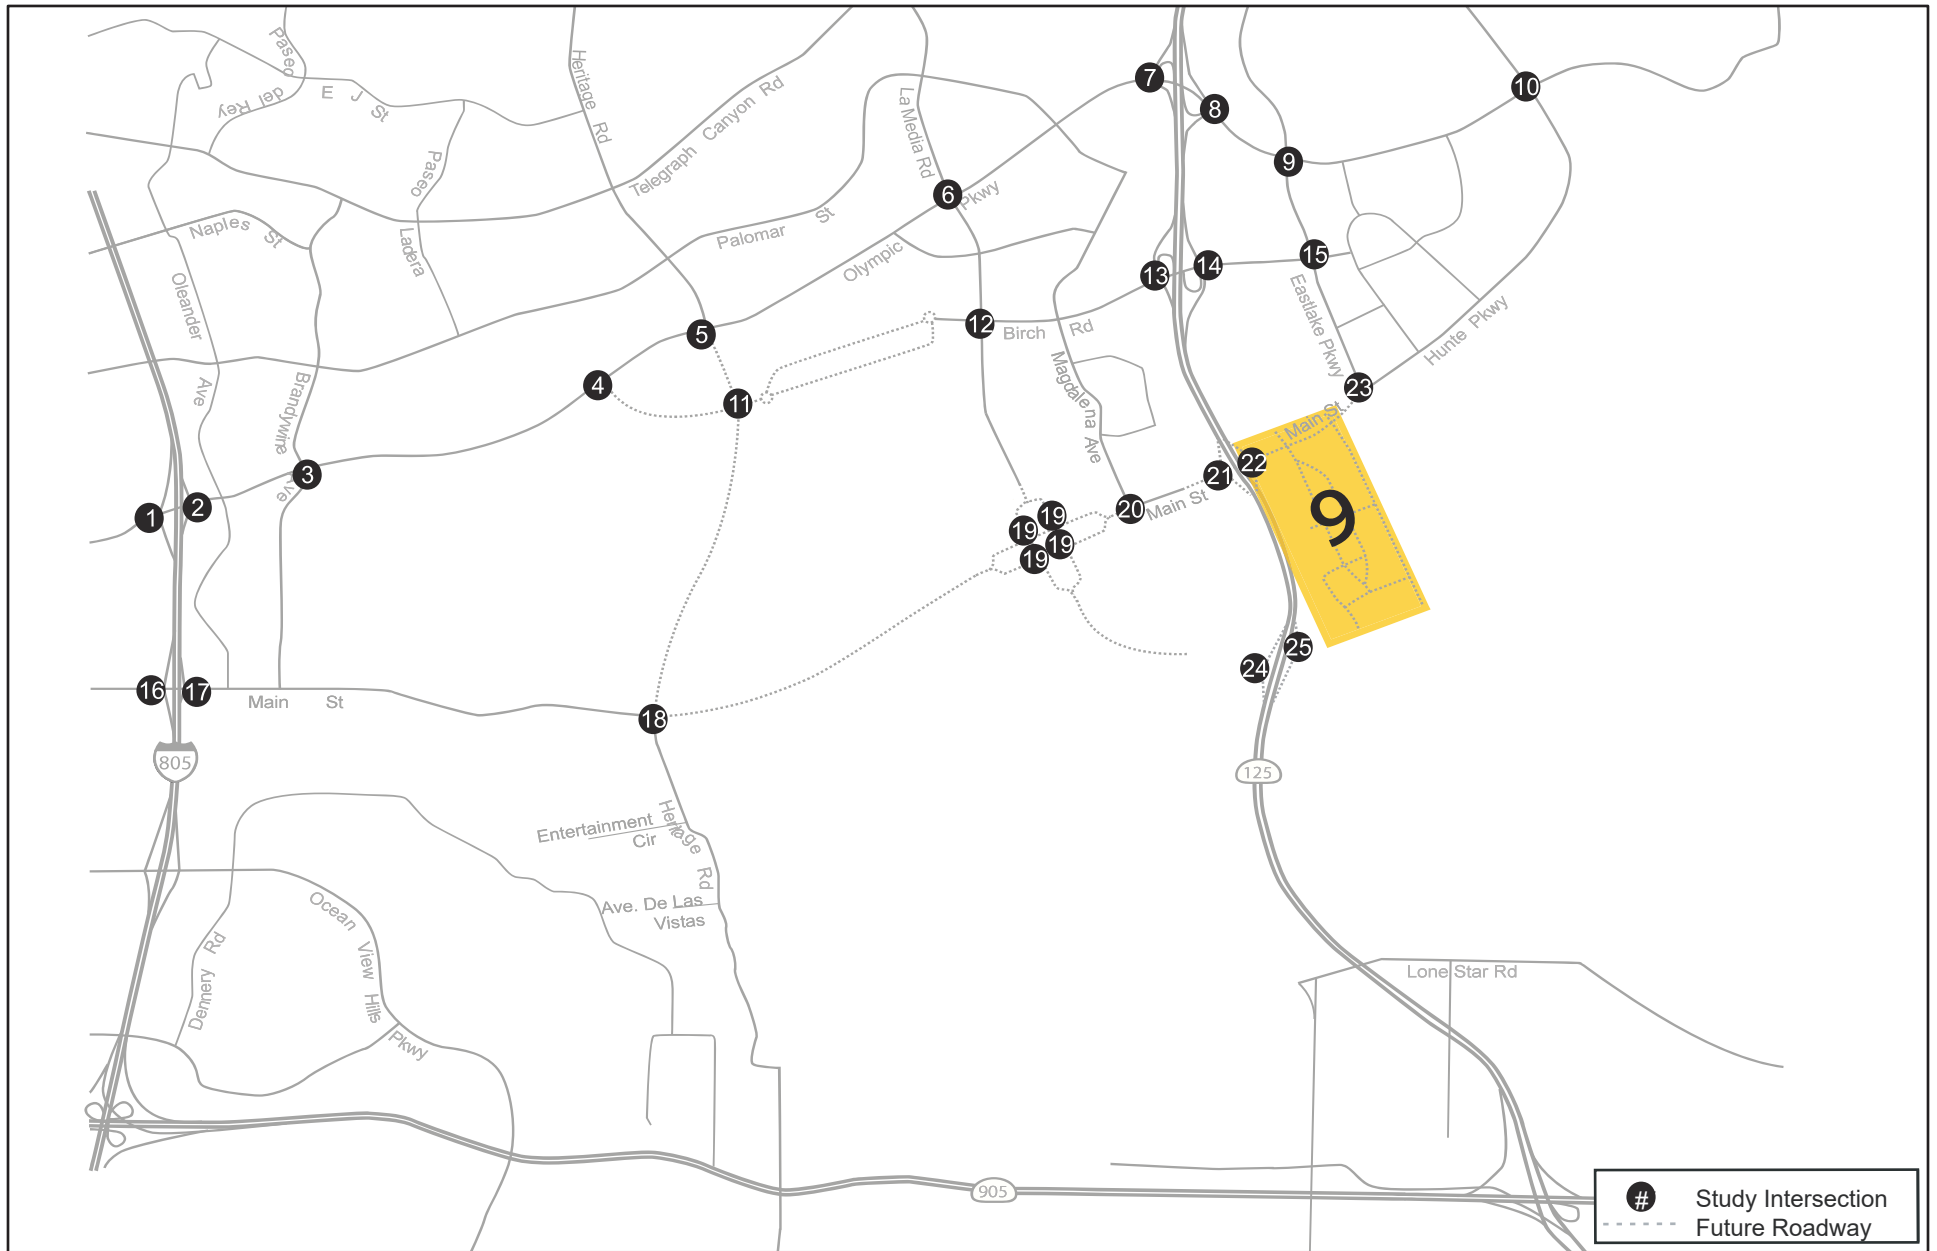 Paseo
del Rey
E J St
Heritage Rd
Telegraph Canyon Rd
La Media Rd
7
10
8
9
Paseo
Ladera
6
Pkwy
Naples St
Palomar St
Olympic
15
14
13
Oleander
Ave
Eastlake Pkwy
Hunte Pkwy
5
12
Birch Rd
Magdalena Ave
4
11
23
Brandywine
Ave
Main St
3
22
21
2
1
20
Main St
19
19
19
19
9
25
24
16
17
Main St
18
805
125
Heritage Rd
Entertainment
Cir
Ave. De Las
Vistas
Ocean View Hills
Pkwy
Dennery Rd
Lone Star Rd
905
# Study Intersection
Future Roadway